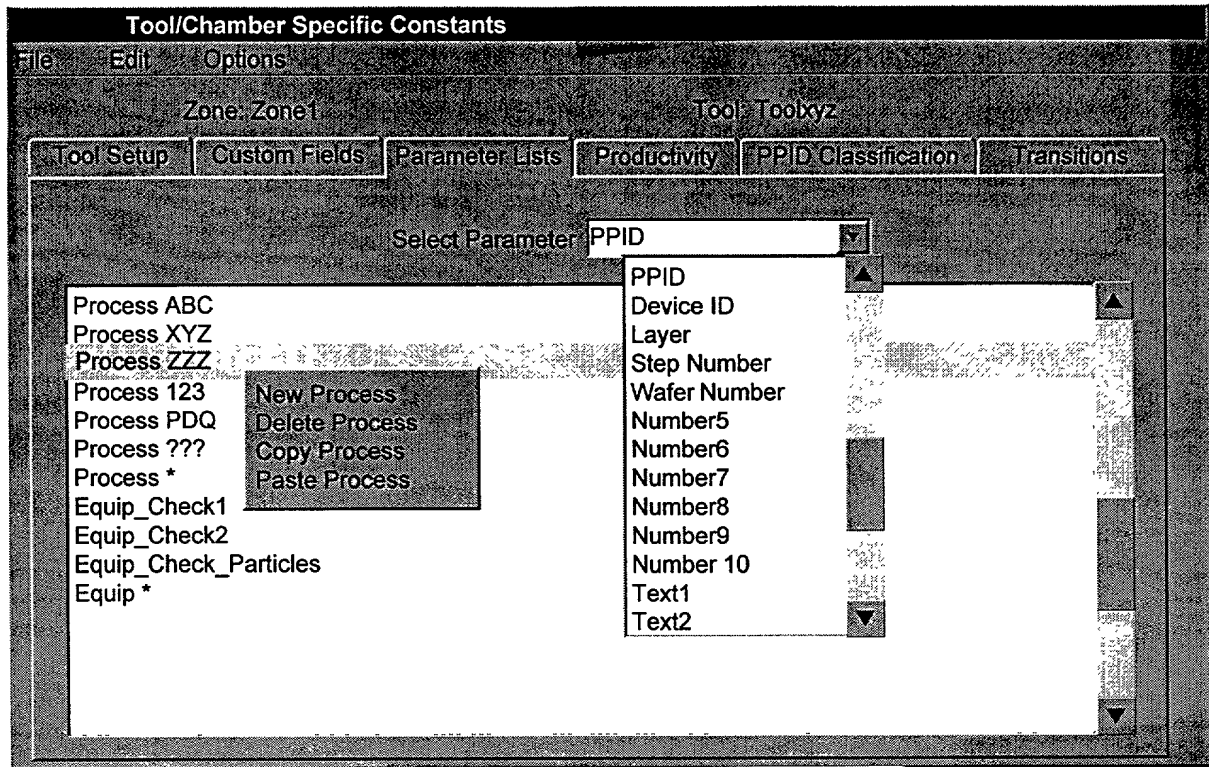 Tool/Chamber Specific Constants
File Edit Options
Zone: Zone1 Tool: Toolxyz
Tool Setup Custom Fields Parameter Lists Productivity PPID Classification Transitions
Select Parameter PPID
PPID
Device ID
Layer
Step Number
Wafer Number
Number5
Number6
Number7
Number8
Number9
Number 10
Text1
Text2
Process ABC
Process XYZ
Process ZZZ
Process 123
Process PDQ
Process ???
Process *
Equip_Check1
Equip_Check2
Equip_Check_Particles
Equip *
New Process
Delete Process
Copy Process
Paste Process